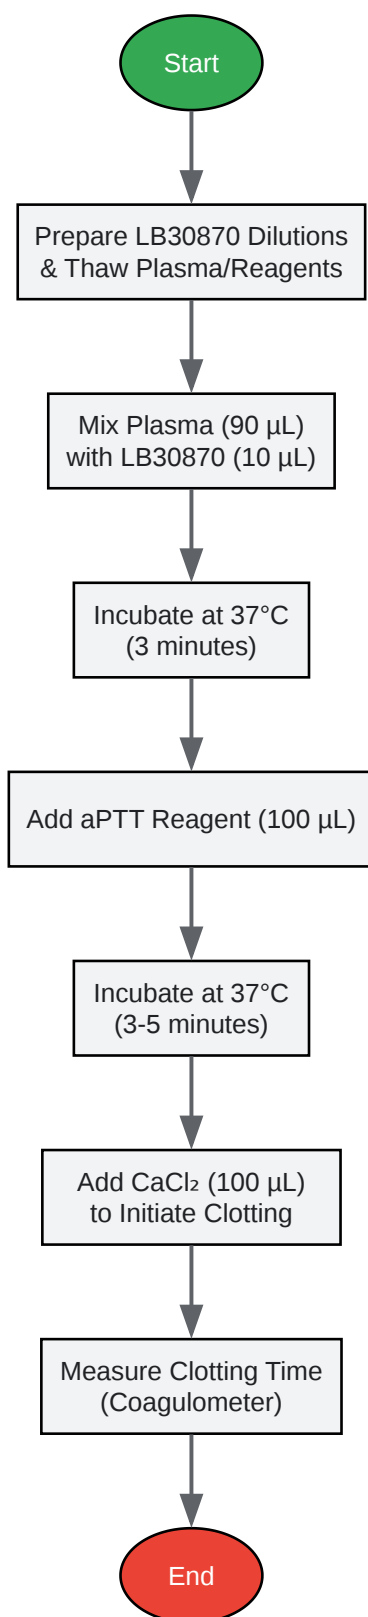 Start
Prepare LB30870 Dilutions
& Thaw Plasma/Reagents
Mix Plasma (90 µL)
with LB30870 (10 µL)
Incubate at 37°C
(3 minutes)
Add aPTT Reagent (100 µL)
Incubate at 37°C
(3-5 minutes)
Add CaCl₂ (100 µL)
to Initiate Clotting
Measure Clotting Time
(Coagulometer)
End